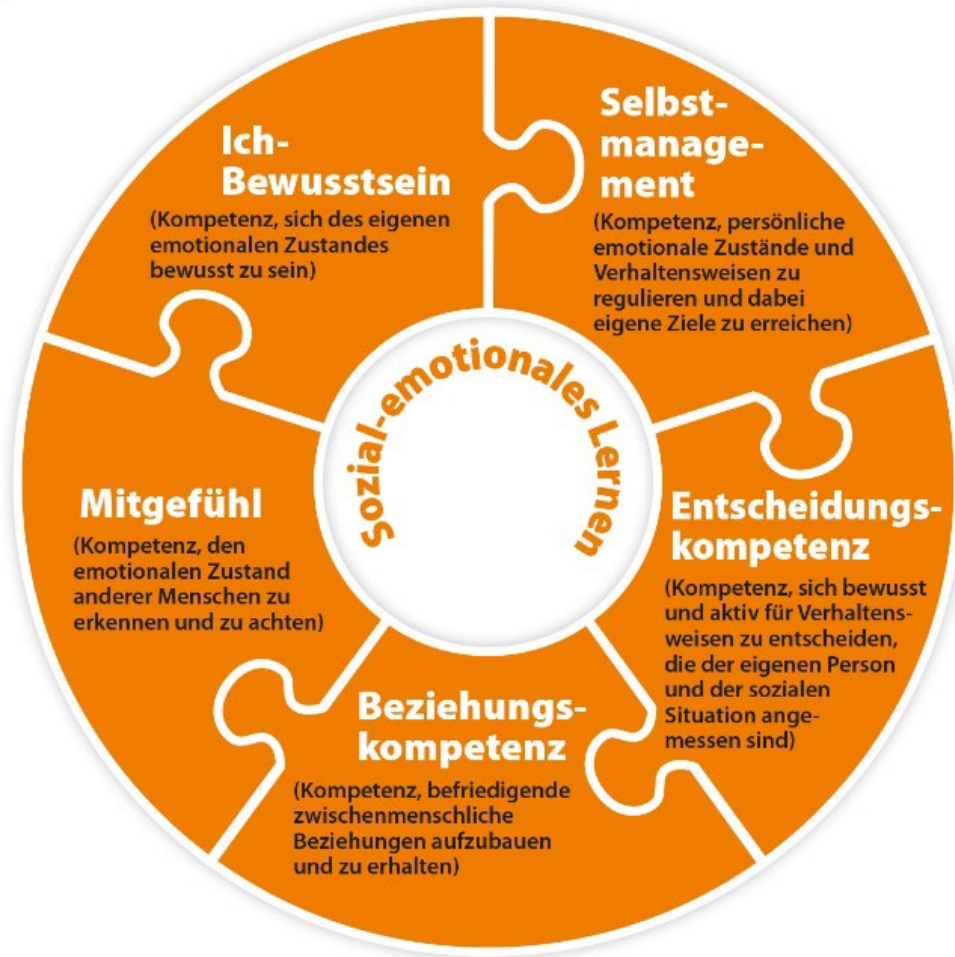 Ich-
Bewusstsein
(Kompetenz, sich des eigenen
emotionalen Zustandes
bewusst zu sein)
Selbst-
manage-
ment
(Kompetenz, persönliche
emotionale Zustände und
Verhaltensweisen zu
regulieren und dabei
eigene Ziele zu erreichen)
Sozial-emotionales Lernen
Mitgefühl
(Kompetenz, den
emotionalen Zustand
anderer Menschen zu
erkennen und zu achten)
Entscheidungs-
kompetenz
(Kompetenz, sich bewusst
und aktiv für Verhaltens-
weisen zu entscheiden,
die der eigenen Person
und der sozialen
Situation ange-
messen sind)
Beziehungs-
kompetenz
(Kompetenz, befriedigende
zwischenmenschliche
Beziehungen aufzubauen
und zu erhalten)